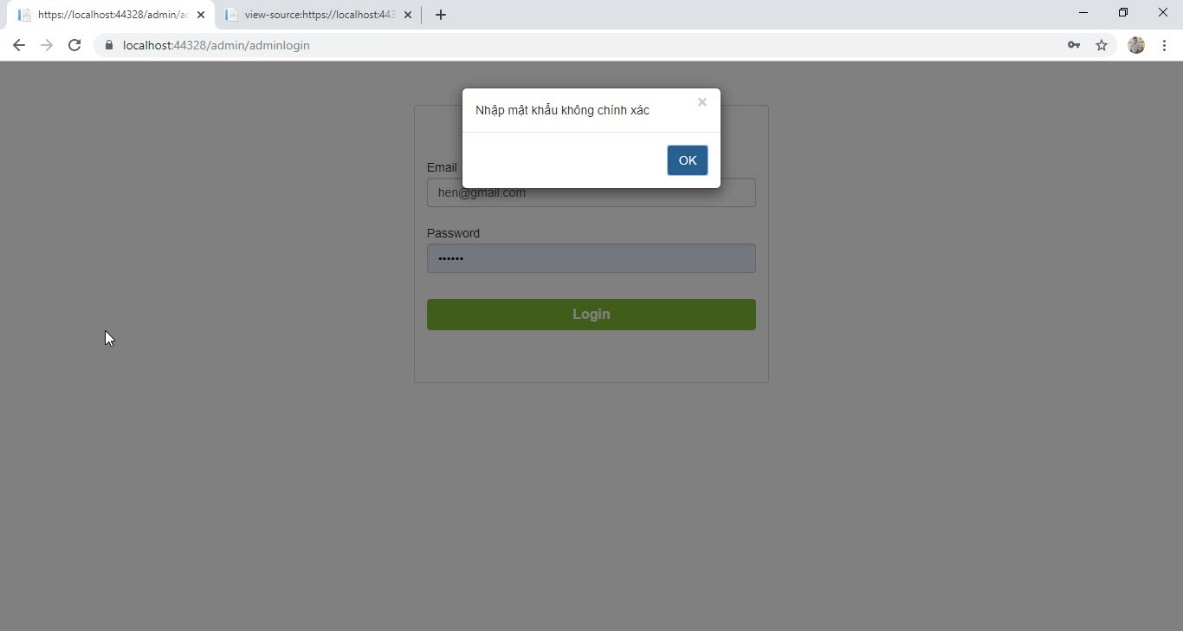 https://localhost:44328/admin/ac
view-source:https://localhost:443
localhost:44328/admin/adminlogin
Nhập mật khẩu không chính xác
OK
Email
hen@gmail.com
Password
Login